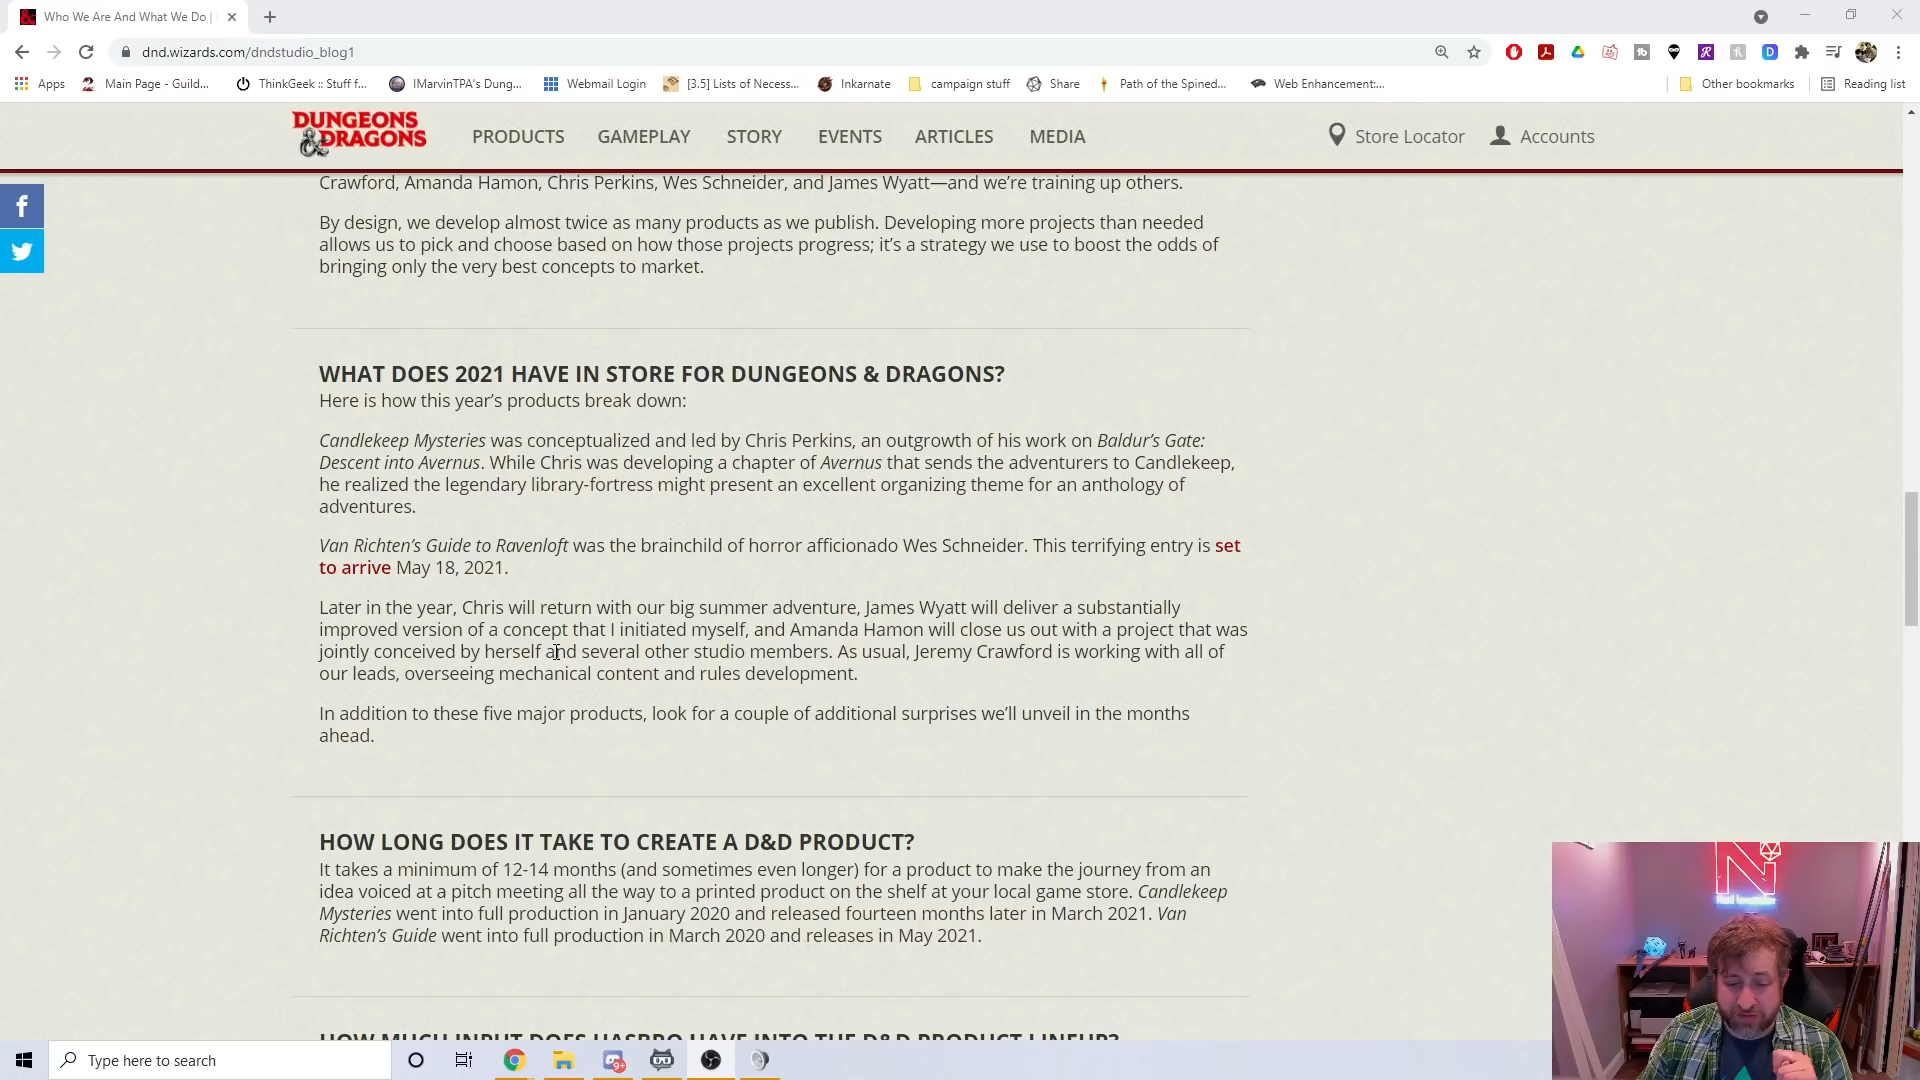 Who We Are And What We Do |
dnd.wizards.com/dndstudio_blog1
Apps
Main Page - Guild...
ThinkGeek :: Stuff f...
IMarvinTPA's Dung...
Webmail Login
[3.5] Lists of Necess...
Inkarnate
campaign stuff
Share
Path of the Spined...
Web Enhancement:...
Other bookmarks
Reading list
DUNGEONS & DRAGONS
PRODUCTS
GAMEPLAY
STORY
EVENTS
ARTICLES
MEDIA
Store Locator
Accounts
Crawford, Amanda Hamon, Chris Perkins, Wes Schneider, and James Wyatt—and we’re training up others.
By design, we develop almost twice as many products as we publish. Developing more projects than needed
allows us to pick and choose based on how those projects progress; it’s a strategy we use to boost the odds of
bringing only the very best concepts to market.
WHAT DOES 2021 HAVE IN STORE FOR DUNGEONS & DRAGONS?
Here is how this year’s products break down:
Candlekeep Mysteries was conceptualized and led by Chris Perkins, an outgrowth of his work on Baldur’s Gate:
Descent into Avernus. While Chris was developing a chapter of Avernus that sends the adventurers to Candlekeep,
he realized the legendary library-fortress might present an excellent organizing theme for an anthology of
adventures.
Van Richten’s Guide to Ravenloft was the brainchild of horror afficionado Wes Schneider. This terrifying entry is set
to arrive May 18, 2021.
Later in the year, Chris will return with our big summer adventure, James Wyatt will deliver a substantially
improved version of a concept that I initiated myself, and Amanda Hamon will close us out with a project that was
jointly conceived by herself and several other studio members. As usual, Jeremy Crawford is working with all of
our leads, overseeing mechanical content and rules development.
In addition to these five major products, look for a couple of additional surprises we’ll unveil in the months
ahead.
HOW LONG DOES IT TAKE TO CREATE A D&D PRODUCT?
It takes a minimum of 12-14 months (and sometimes even longer) for a product to make the journey from an
idea voiced at a pitch meeting all the way to a printed product on the shelf at your local game store. Candlekeep
Mysteries went into full production in January 2020 and released fourteen months later in March 2021. Van
Richten’s Guide went into full production in March 2020 and releases in May 2021.
HOW MUCH INPUT DOES HASBRO HAVE INTO THE D&D PRODUCT LINEUP?
Type here to search
9+